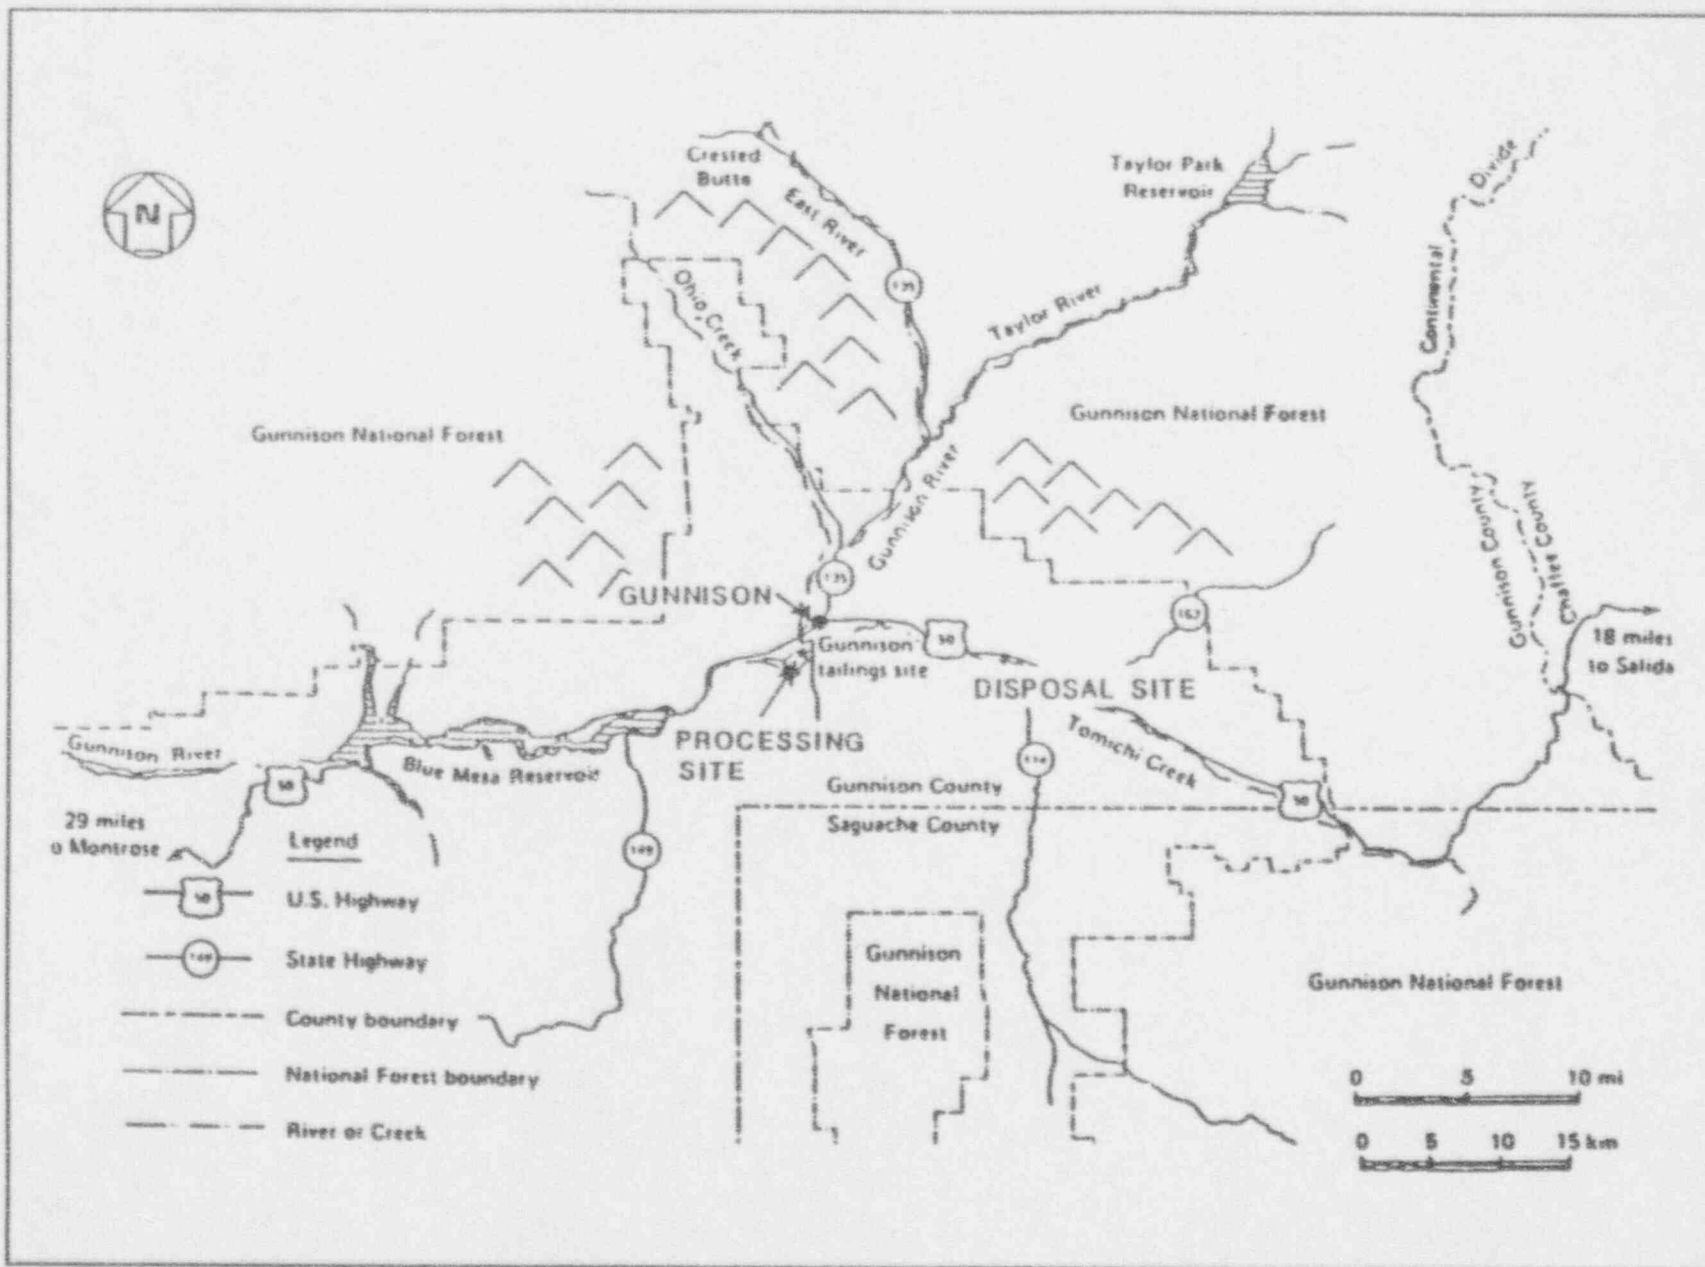 N
Crested
Butte
East River
Taylor Park
Reservoir
Continental Divide
135
Ohio Creek
Taylor River
Gunnison National Forest
Gunnison National Forest
Gunnison River
Gunnison County
Chaffee County
135
GUNNISON
50
Gunnison
tailings site
18 miles
to Salida
DISPOSAL SITE
Tomichi Creek
PROCESSING
SITE
Gunnison River
Blue Mesa Reservoir
50
Gunnison County
Saguache County
50
29 miles
o Montrose
149
Legend
50 U.S. Highway
149 State Highway
County boundary
National Forest boundary
River or Creek
Gunnison
National
Forest
Gunnison National Forest
0 5 10 mi
0 5 10 15 km